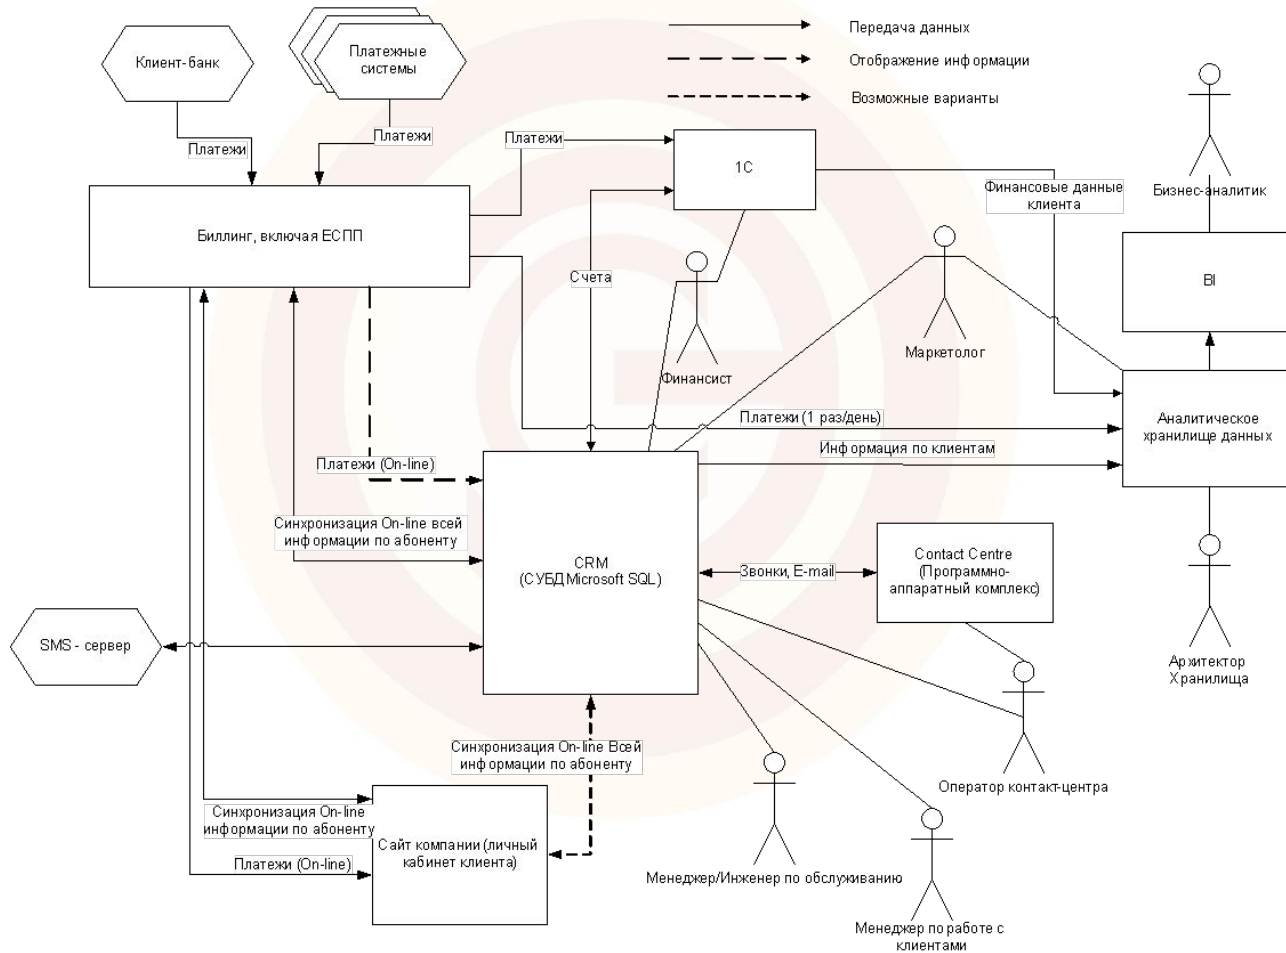 Передача данных
Отображение информации
Возможные варианты
Клиент-банк
Платежные
системы
Платежи
Платежи
Платежи
1С
Финансовые данные
клиента
Бизнес-аналитик
Биллинг, включая ЕСПП
Счета
BI
Маркетолог
Финансист
Платежи (1 раз/день)
Аналитическое
хранилище данных
Информация по клиентам
Платежи (On-line)
Синхронизация On-line всей
информации по абоненту
CRM
(СУБД Microsoft SQL)
Звонки, E-mail
Contact Centre
(Программно-
аппаратный комплекс)
SMS - сервер
Архитектор
Хранилища
Синхронизация On-line Всей
информации по абоненту
Оператор контакт-центра
Синхронизация On-line
информации по абоненту
Сайт компании (личный
кабинет клиента)
Платежи (On-line)
Менеджер/Инженер по обслуживанию
Менеджер по работе с
клиентами